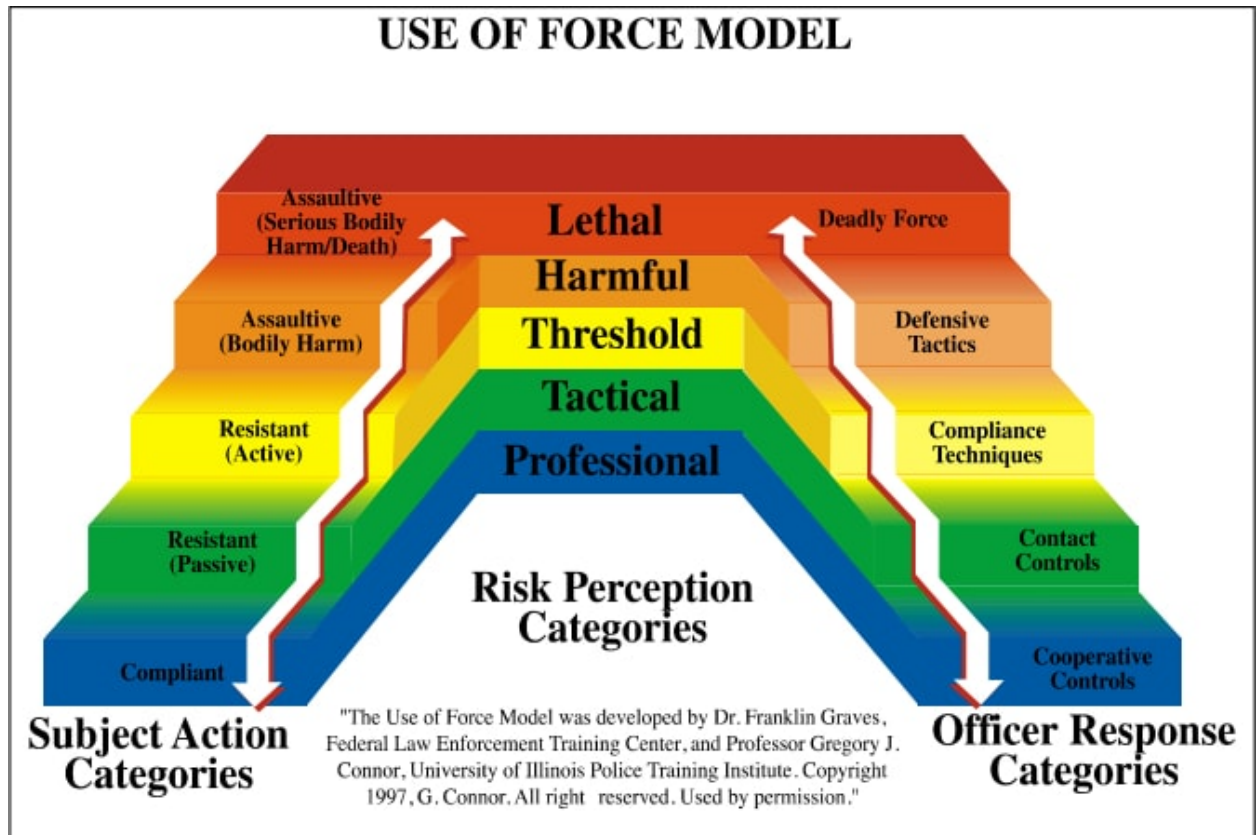 USE OF FORCE MODEL
Assaultive
(Serious Bodily
Harm/Death)
Lethal
Deadly Force
Harmful
Assaultive
(Bodily Harm)
Threshold
Defensive
Tactics
Tactical
Resistant
(Active)
Professional
Compliance
Techniques
Resistant
(Passive)
Contact
Controls
Risk Perception
Categories
Compliant
Cooperative
Controls
Subject Action
Categories
"The Use of Force Model was developed by Dr. Franklin Graves,
Federal Law Enforcement Training Center, and Professor Gregory J.
Connor, University of Illinois Police Training Institute. Copyright
1997, G. Connor. All right reserved. Used by permission."
Officer Response
Categories